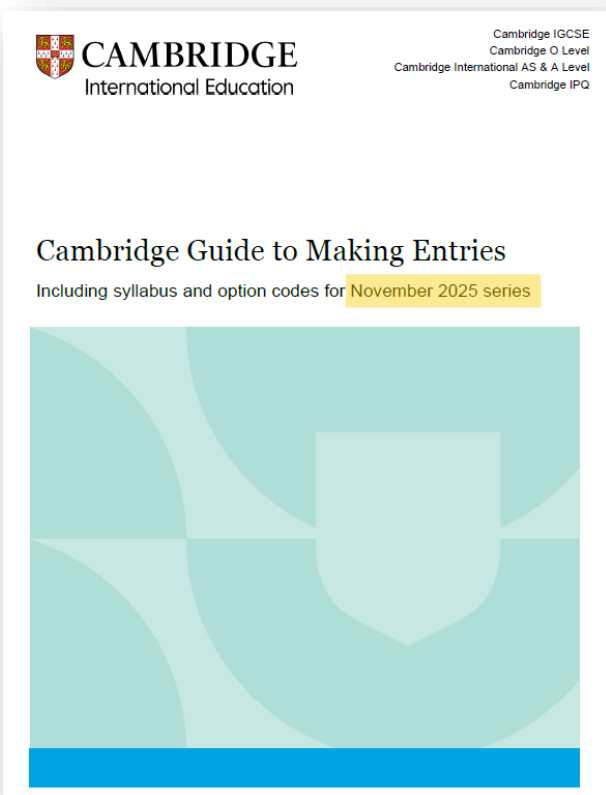 CAMBRIDGE
International Education
Cambridge IGCSE
Cambridge O Level
Cambridge International AS & A Level
Cambridge IPQ
Cambridge Guide to Making Entries
Including syllabus and option codes for November 2025 series